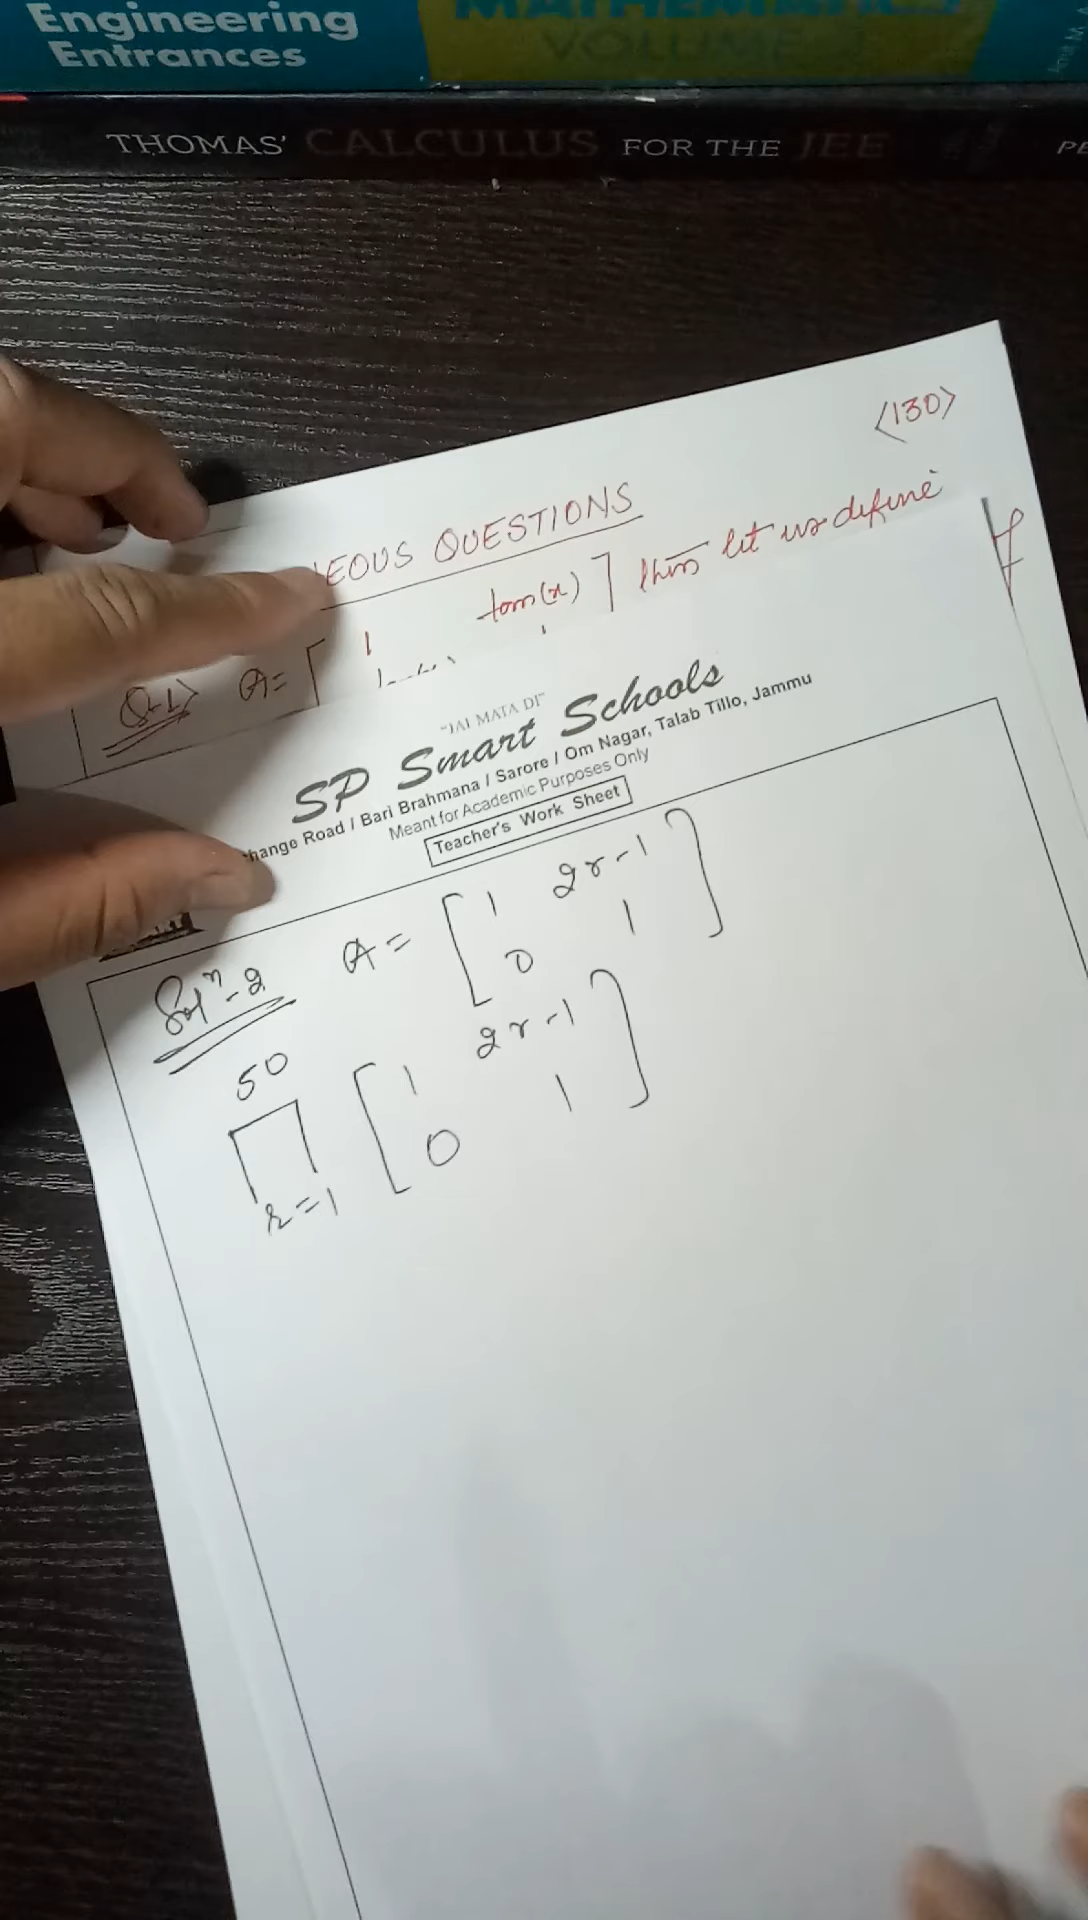 Engineering
Entrances
MATHEMATICS
VOLUME
THOMAS' CALCULUS FOR THE JEE
<130>
EOUS QUESTIONS
Q-1> A = [ 1 tan(x) ] then let us define
"JAI MATA DI"
SP Smart Schools
hange Road / Bari Brahmana / Sarore / Om Nagar, Talab Tillo, Jammu
Meant for Academic Purposes Only
Teacher's Work Sheet
Solⁿ-2 A = [ 1 2r-1
0 1 ]
50
∏ [ 1 2r-1
0 1 ]
r=1